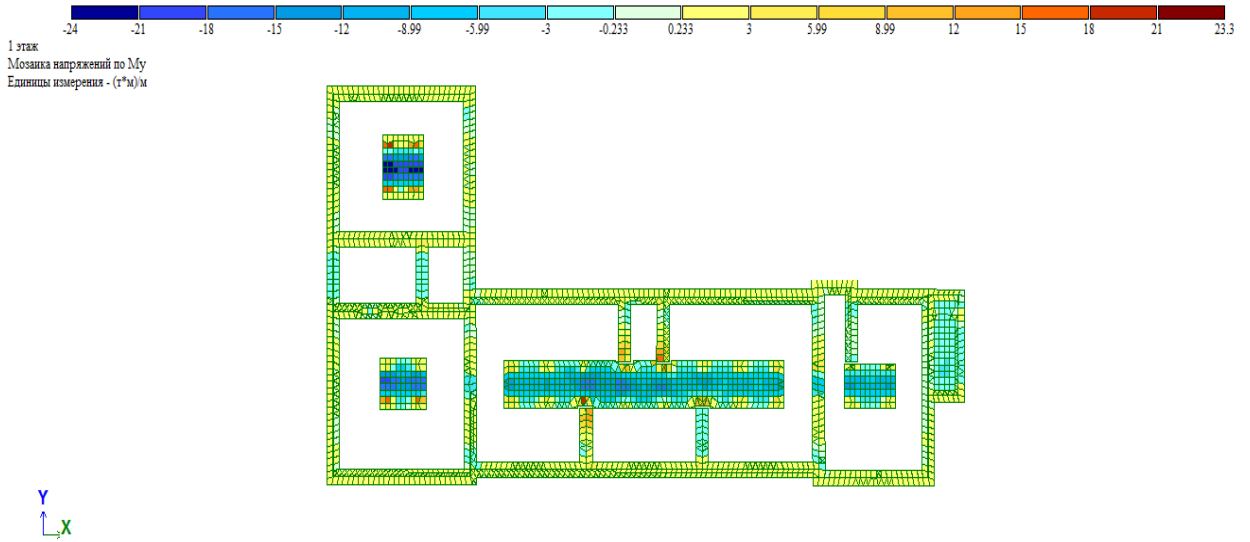 -24 -21 -18 -15 -12 -8.99 -5.99 -3 -0.233 0.233 3 5.99 8.99 12 15 18 21 23.3
1 этаж
Мозаика напряжений по My
Единицы измерения - (т*м)/м
Y
X